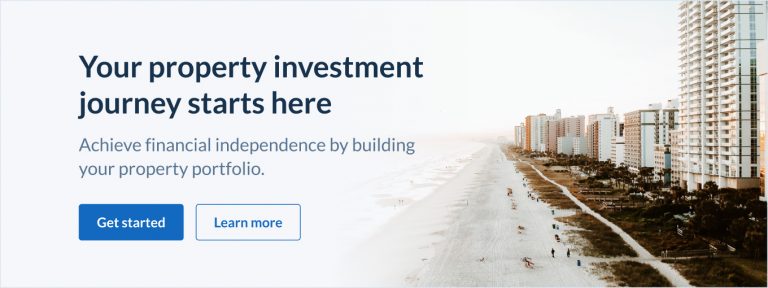 Your property investment
journey starts here
Achieve financial independence by building
your property portfolio.
Get started
Learn more